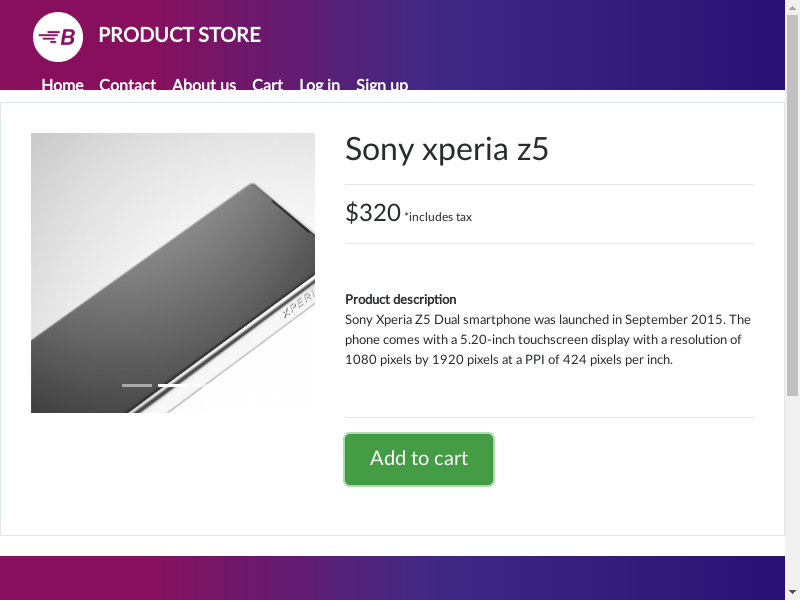 B
PRODUCT STORE
Home Contact About us Cart Log in Sign up
Sony xperia z5
$320 *includes tax
Product description
Sony Xperia Z5 Dual smartphone was launched in September 2015. The
phone comes with a 5.20-inch touchscreen display with a resolution of
1080 pixels by 1920 pixels at a PPI of 424 pixels per inch.
XPERI
Add to cart